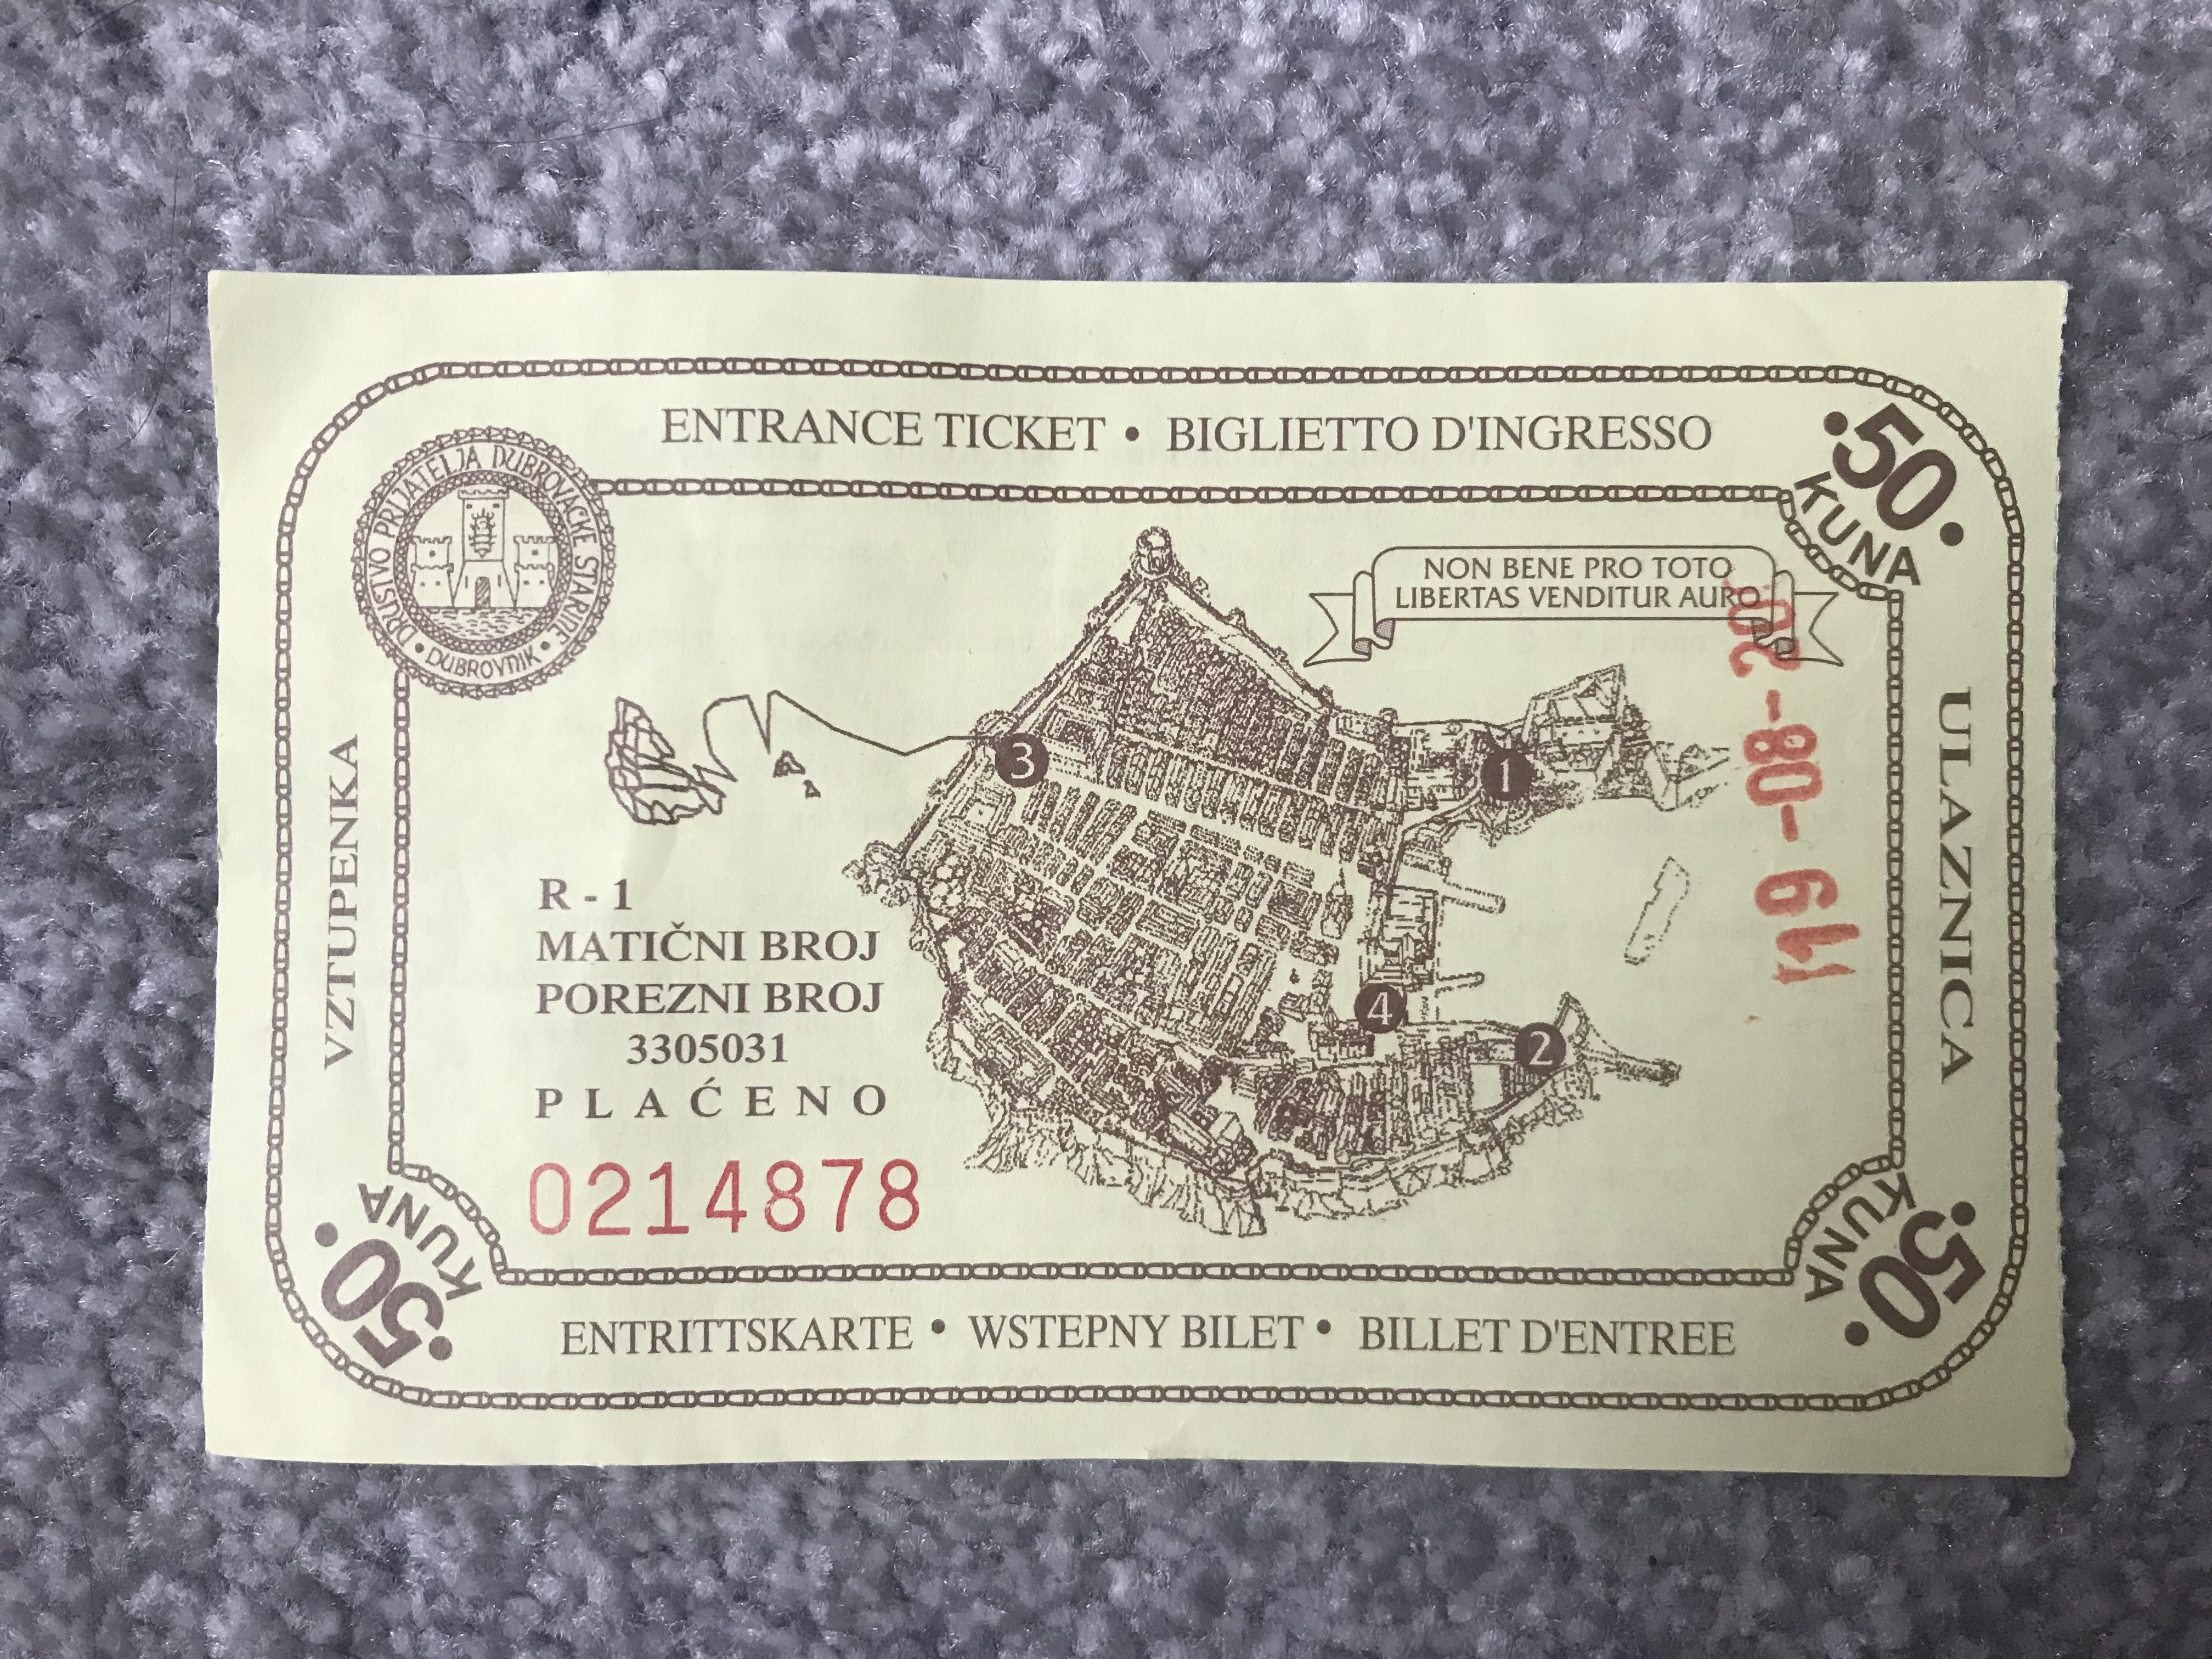 ENTRANCE TICKET • BIGLIETTO D'INGRESSO
•50•
KUNA
DRUSTVO PRIJATELJA DUBROVAČKE STARINE
• DUBROVNIK •
NON BENE PRO TOTO
LIBERTAS VENDITUR AURO
VZTUPENKA
ULAZNICA
3
1
4
2
R - 1
MATIČNI BROJ
POREZNI BROJ
3305031
PLAĆENO
0214878
•50•
KUNA
•50•
KUNA
ENTRITTSKARTE • WSTEPNY BILET • BILLET D'ENTREE